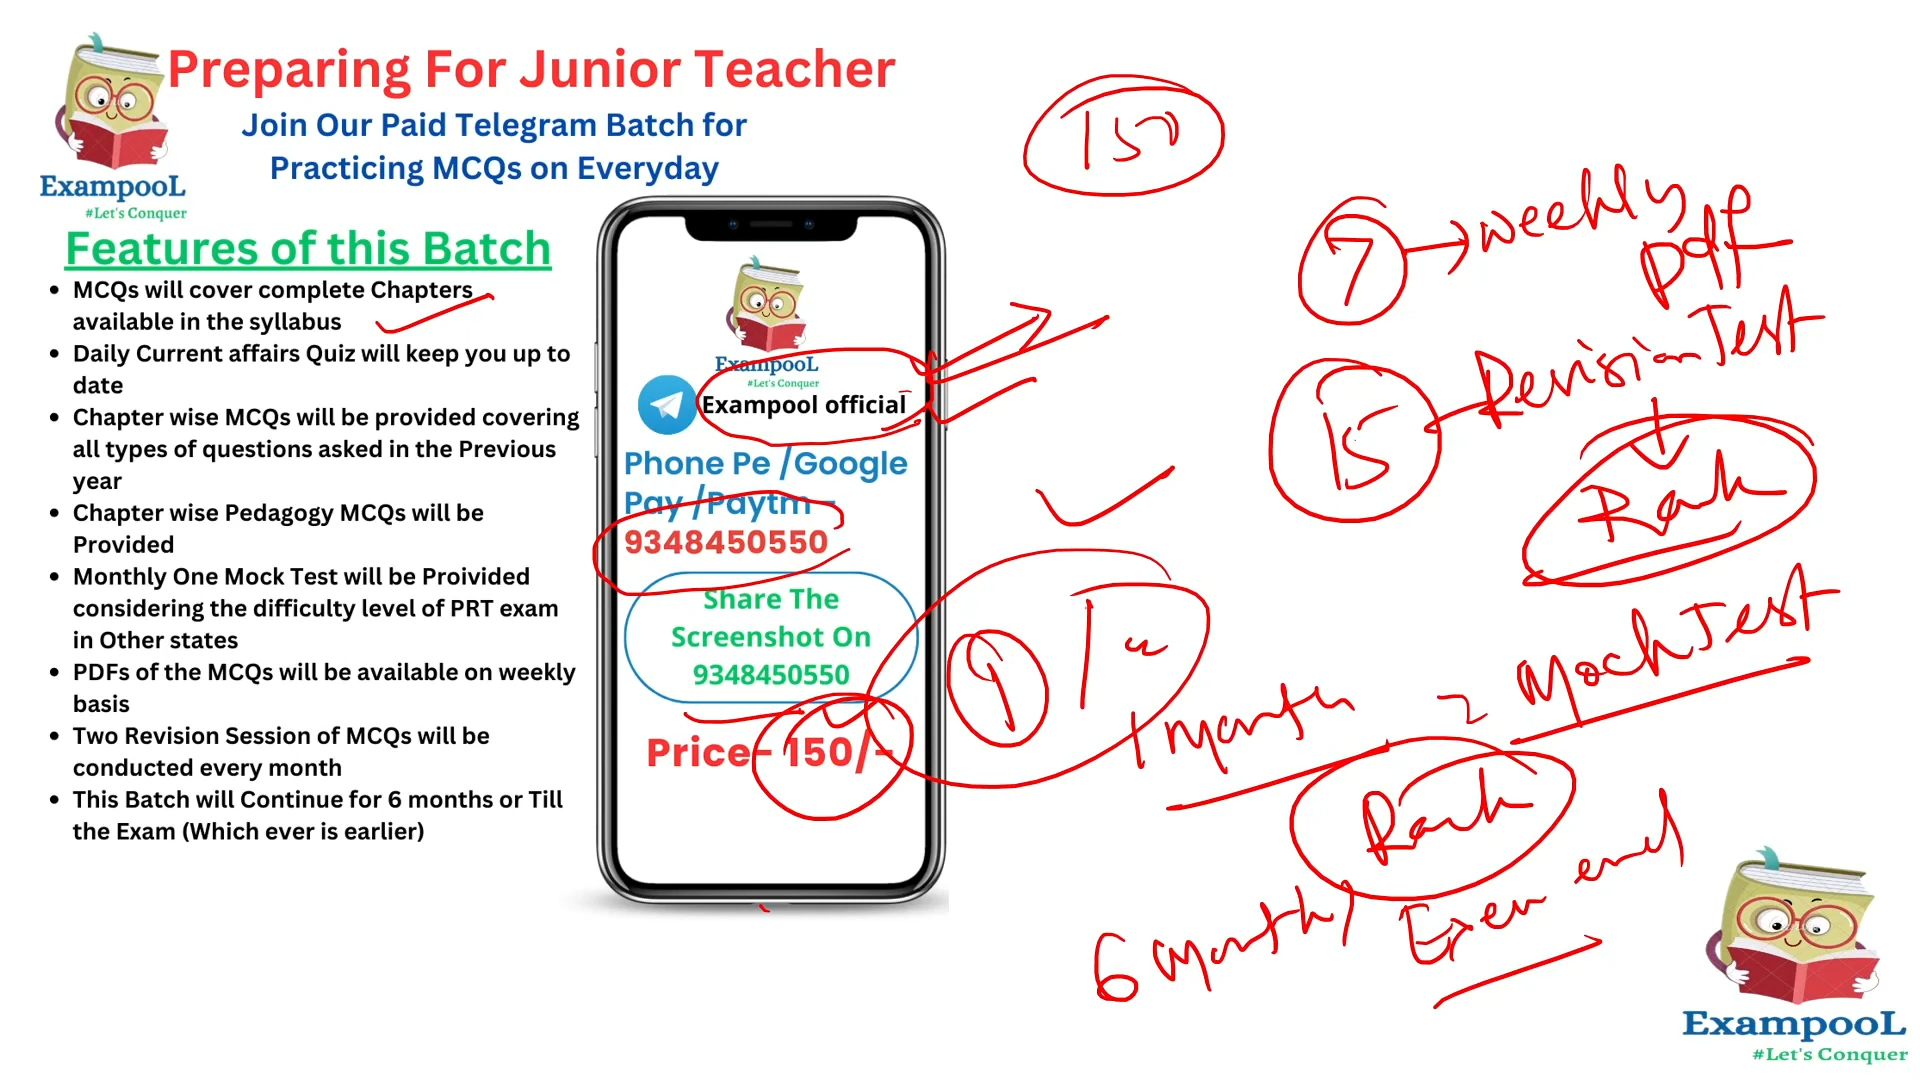 Preparing For Junior Teacher
Join Our Paid Telegram Batch for
Practicing MCQs on Everyday
ExampooL
#Let's Conquer
Features of this Batch
• MCQs will cover complete Chapters
available in the syllabus
• Daily Current affairs Quiz will keep you up to
date
• Chapter wise MCQs will be provided covering
all types of questions asked in the Previous
year
• Chapter wise Pedagogy MCQs will be
Provided
• Monthly One Mock Test will be Proivided
considering the difficulty level of PRT exam
in Other states
• PDFs of the MCQs will be available on weekly
basis
• Two Revision Session of MCQs will be
conducted every month
• This Batch will Continue for 6 months or Till
the Exam (Which ever is earlier)
ExampooL
#Let's Conquer
Exampool official
Phone Pe /Google
Pay /Paytm -
9348450550
Share The
Screenshot On
9348450550
Price- 150/-
150
7 → weekly
pdf
15 Revision Test
Rank
1 month
Mock Test
Rank
6 month
end
ExampooL
#Let's Conquer